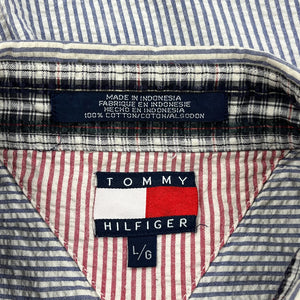 MADE IN INDONESIA
FABRIQUE EN INDONESIE
HECHO EN INDONESIA
100% COTTON/COTON/ALGODON
TOMMY
HILFIGER
L/G